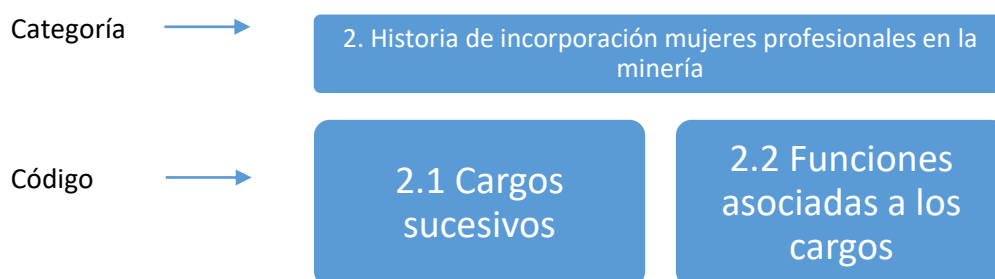 Categoría
2. Historia de incorporación mujeres profesionales en la
minería
Código
2.1 Cargos
sucesivos
2.2 Funciones
asociadas a los
cargos